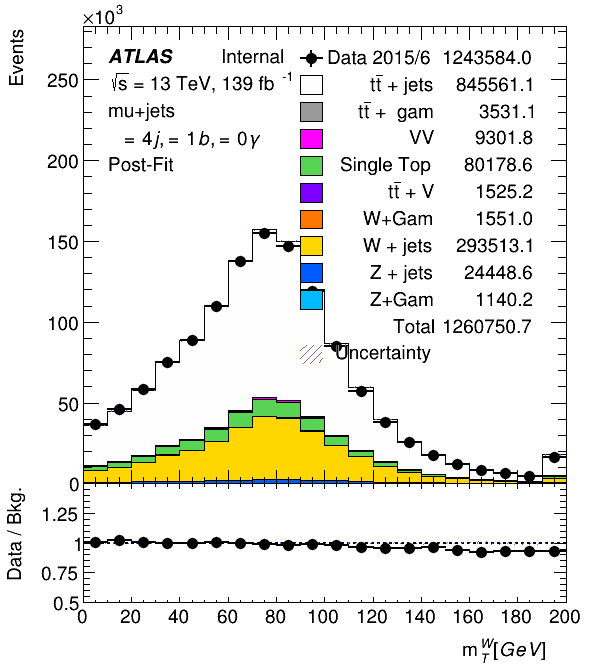 ×10³
Events
250
200
150
100
50
0
ATLAS Internal
√s = 13 TeV, 139 fb⁻¹
mu+jets
= 4j, = 1b, = 0γ
Post-Fit
Data 2015/6 1243584.0
tt̄ + jets 845561.1
tt̄ + gam 3531.1
VV 9301.8
Single Top 80178.6
tt̄ + V 1525.2
W+Gam 1551.0
W + jets 293513.1
Z + jets 24448.6
Z+Gam 1140.2
Total 1260750.7
Uncertainty
Data / Bkg.
1.25
1
0.75
0.5
0 20 40 60 80 100 120 140 160 180 200
m_T^W [GeV]